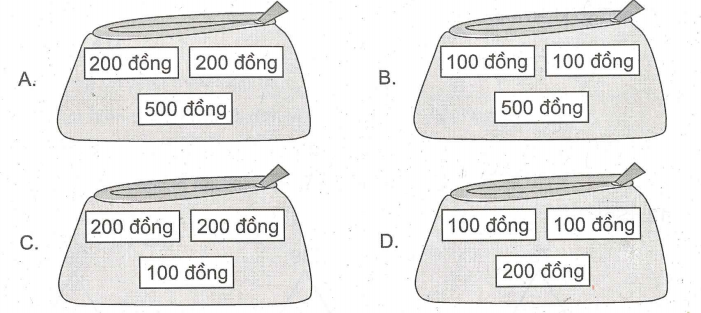 A. 200 đồng 200 đồng
500 đồng
B. 100 đồng 100 đồng
500 đồng
C. 200 đồng 200 đồng
100 đồng
D. 100 đồng 100 đồng
200 đồng